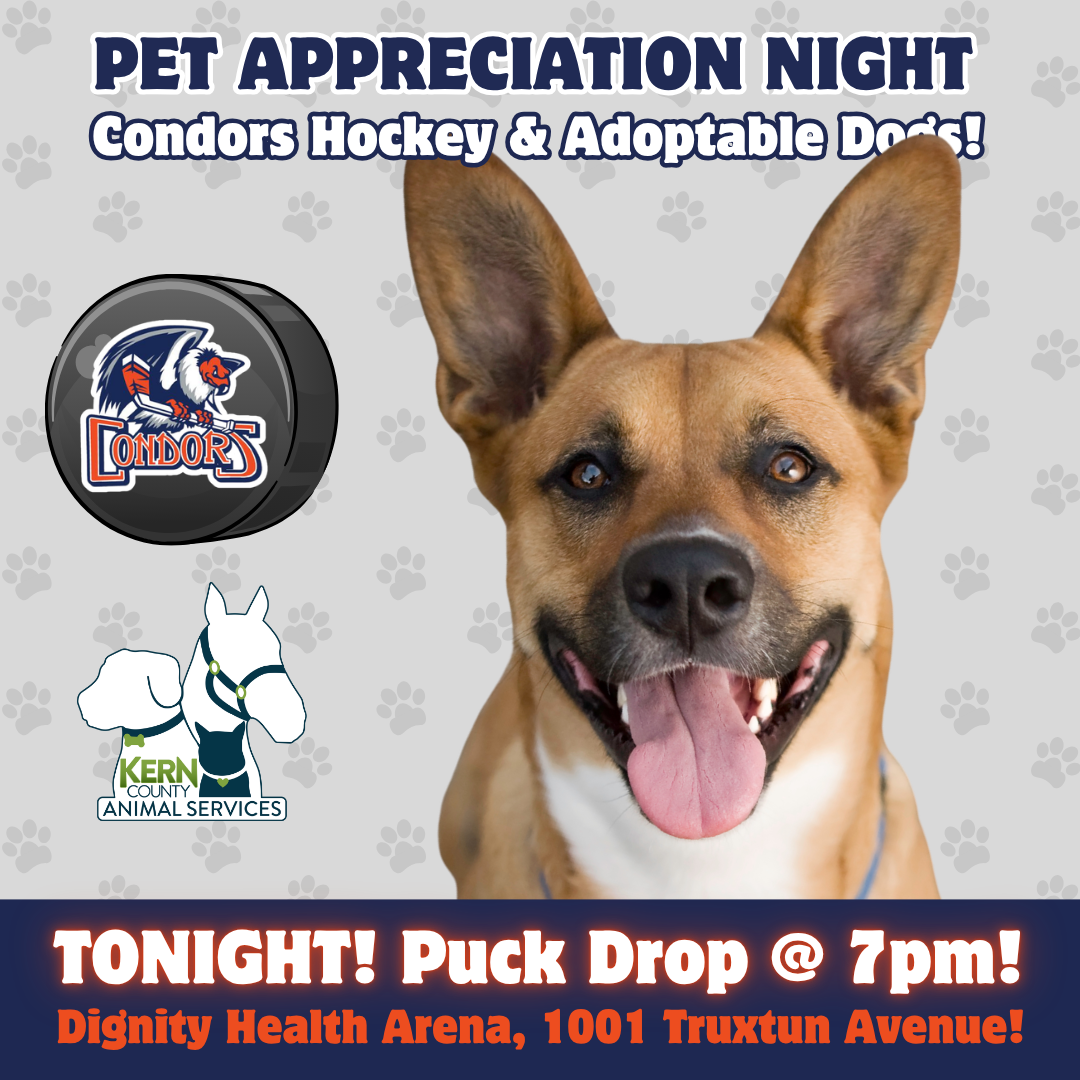 PET APPRECIATION NIGHT
Condors Hockey & Adoptable Dogs!
CONDORS
KERN
COUNTY
ANIMAL SERVICES
TONIGHT! Puck Drop @ 7pm!
Dignity Health Arena, 1001 Truxtun Avenue!